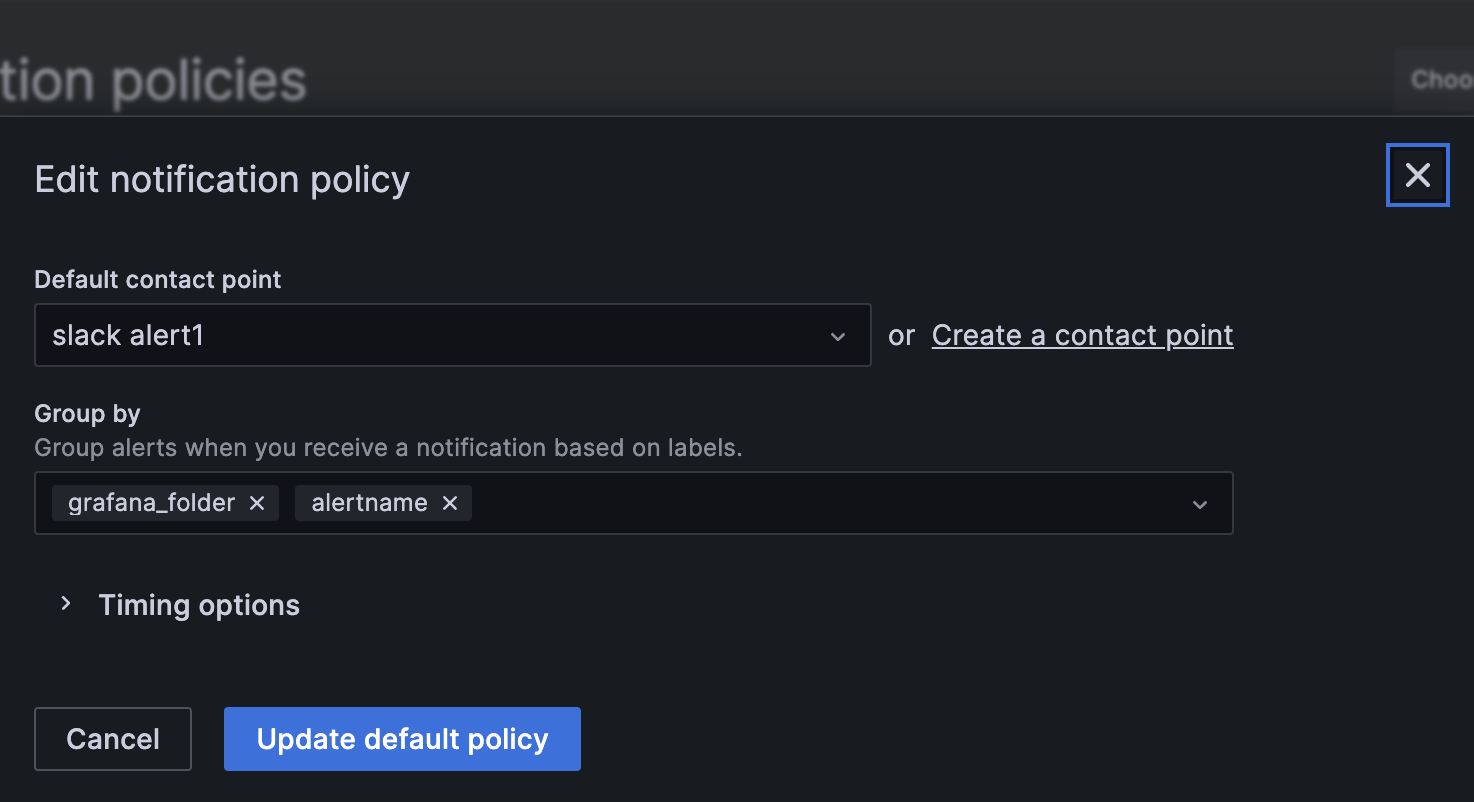 tion policies
Choo
Edit notification policy
Default contact point
slack alert1
or Create a contact point
Group by
Group alerts when you receive a notification based on labels.
grafana_folder alertname
Timing options
Cancel Update default policy